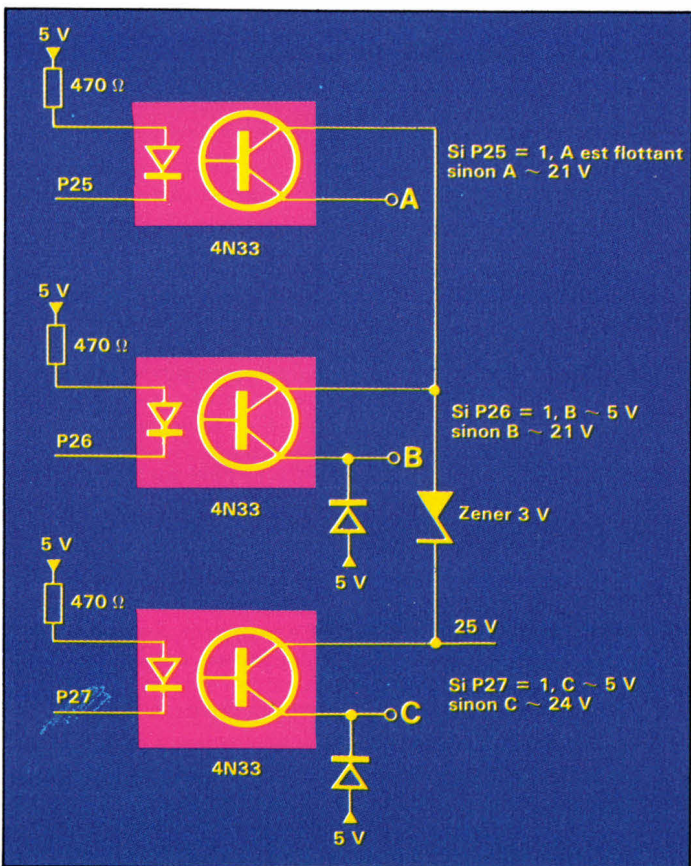 5 V
470 Ω
P25
A
4N33
Si P25 = 1, A est flottant
sinon A ~ 21 V
5 V
470 Ω
P26
B
4N33
5 V
Si P26 = 1, B ~ 5 V
sinon B ~ 21 V
Zener 3 V
5 V
470 Ω
25 V
P27
C
4N33
5 V
Si P27 = 1, C ~ 5 V
sinon C ~ 24 V